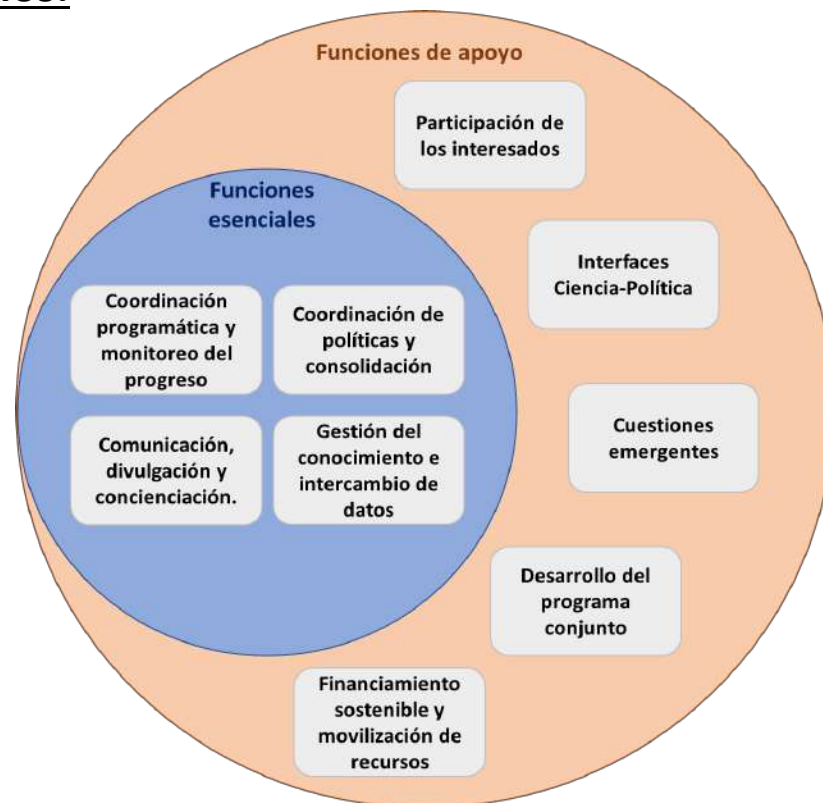 Funciones de apoyo
Participación de
los interesados
Funciones
esenciales
Interfaces
Ciencia-Política
Coordinación
programática y
monitoreo del
progreso
Coordinación de
políticas y
consolidación
Cuestiones
emergentes
Comunicación,
divulgación y
concienciación.
Gestión del
conocimiento e
intercambio de
datos
Desarrollo del
programa
conjunto
Financiamiento
sostenible y
movilización de
recursos